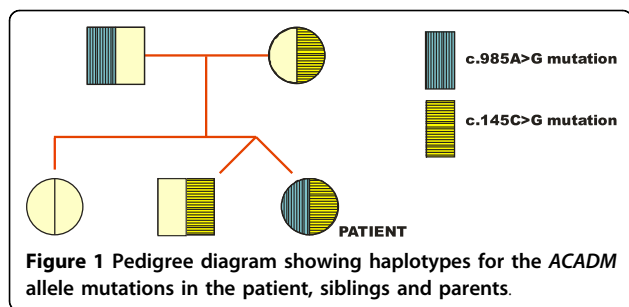 c.985A>G mutation
c.145C>G mutation
PATIENT
Figure 1 Pedigree diagram showing haplotypes for the ACADM
allele mutations in the patient, siblings and parents.